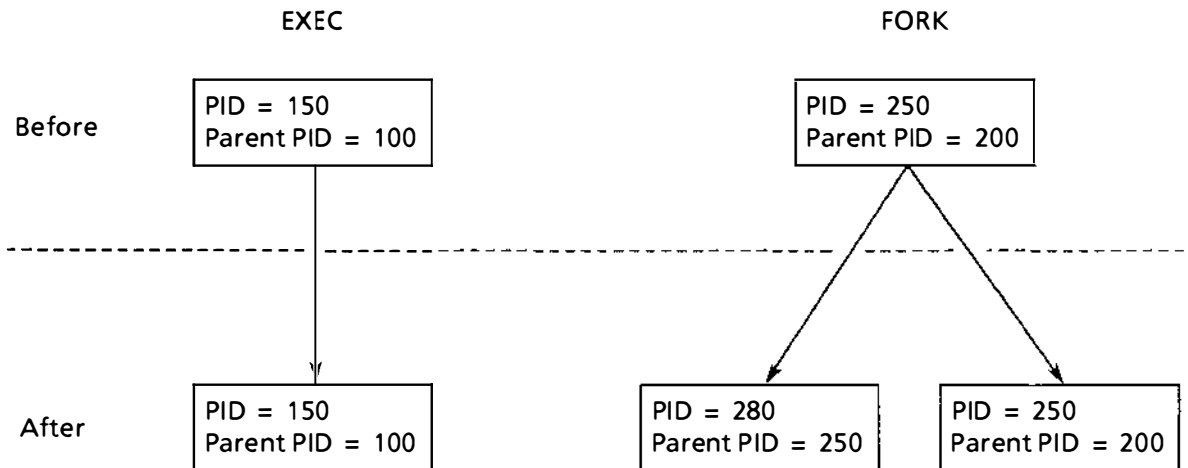 EXEC
FORK
Before
PID = 150
Parent PID = 100
PID = 250
Parent PID = 200
After
PID = 150
Parent PID = 100
PID = 280
Parent PID = 250
PID = 250
Parent PID = 200